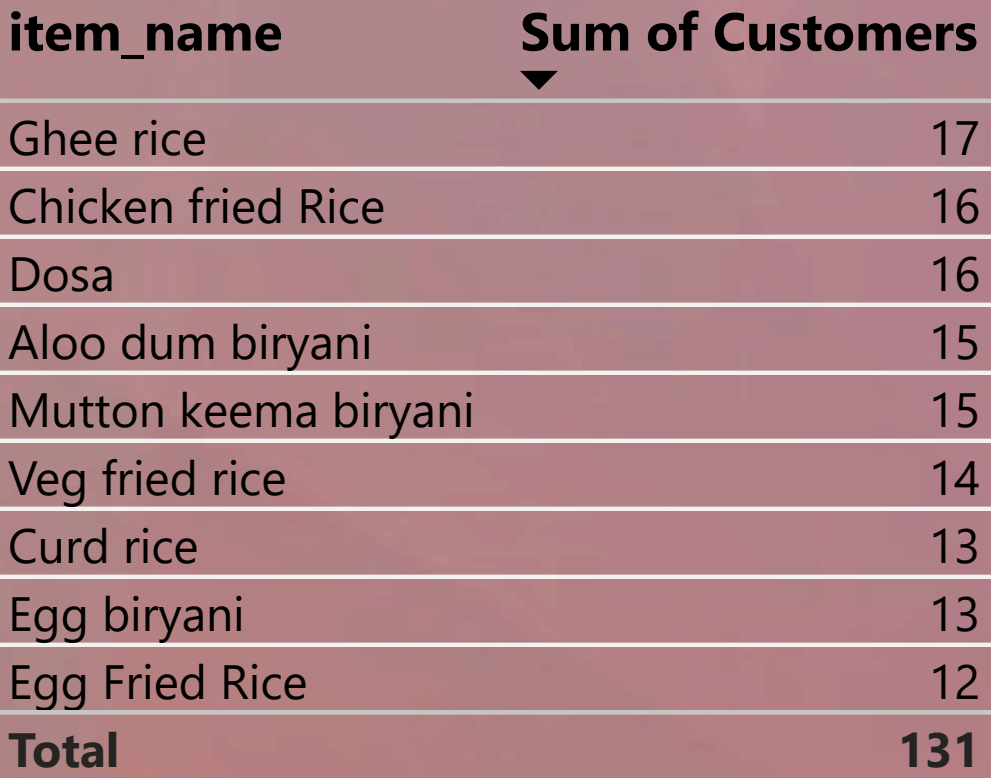 item_name Sum of Customers
Ghee rice 17
Chicken fried Rice 16
Dosa 16
Aloo dum biryani 15
Mutton keema biryani 15
Veg fried rice 14
Curd rice 13
Egg biryani 13
Egg Fried Rice 12
Total 131